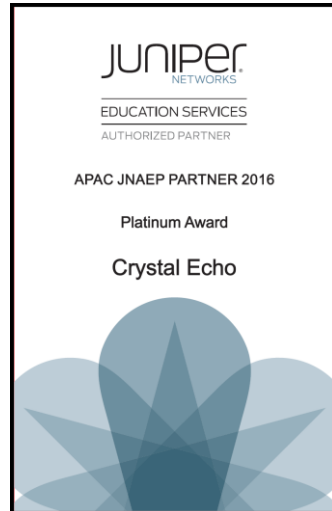 JUNIPer
NETWORKS
EDUCATION SERVICES
AUTHORIZED PARTNER
APAC JNAEP PARTNER 2016
Platinum Award
Crystal Echo